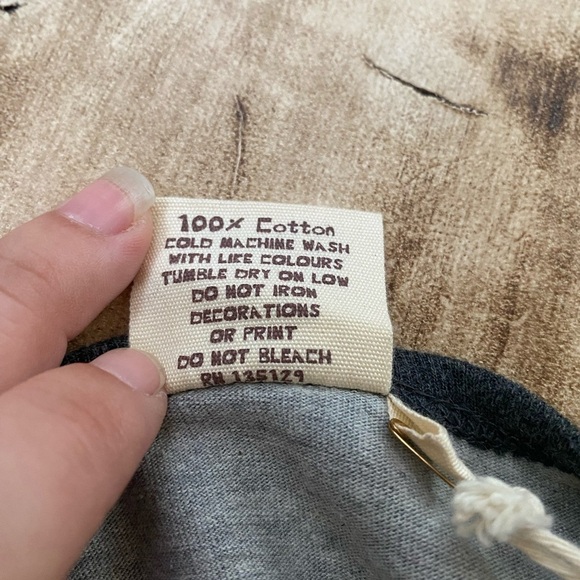 100% Cotton
COLD MACHINE WASH
WITH LIKE COLOURS
TUMBLE DRY ON LOW
DO NOT IRON
DECORATIONS
OR PRINT
DO NOT BLEACH
RN 135129